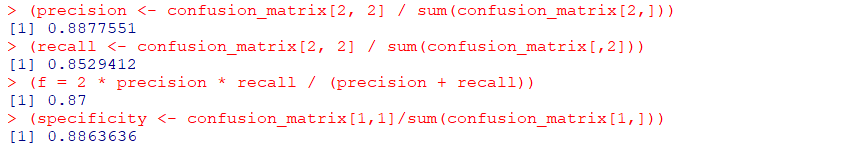 > (precision <- confusion_matrix[2, 2] / sum(confusion_matrix[2,]))
[1] 0.8877551
> (recall <- confusion_matrix[2, 2] / sum(confusion_matrix[,2]))
[1] 0.8529412
> (f = 2 * precision * recall / (precision + recall))
[1] 0.87
> (specificity <- confusion_matrix[1,1]/sum(confusion_matrix[1,]))
[1] 0.8863636